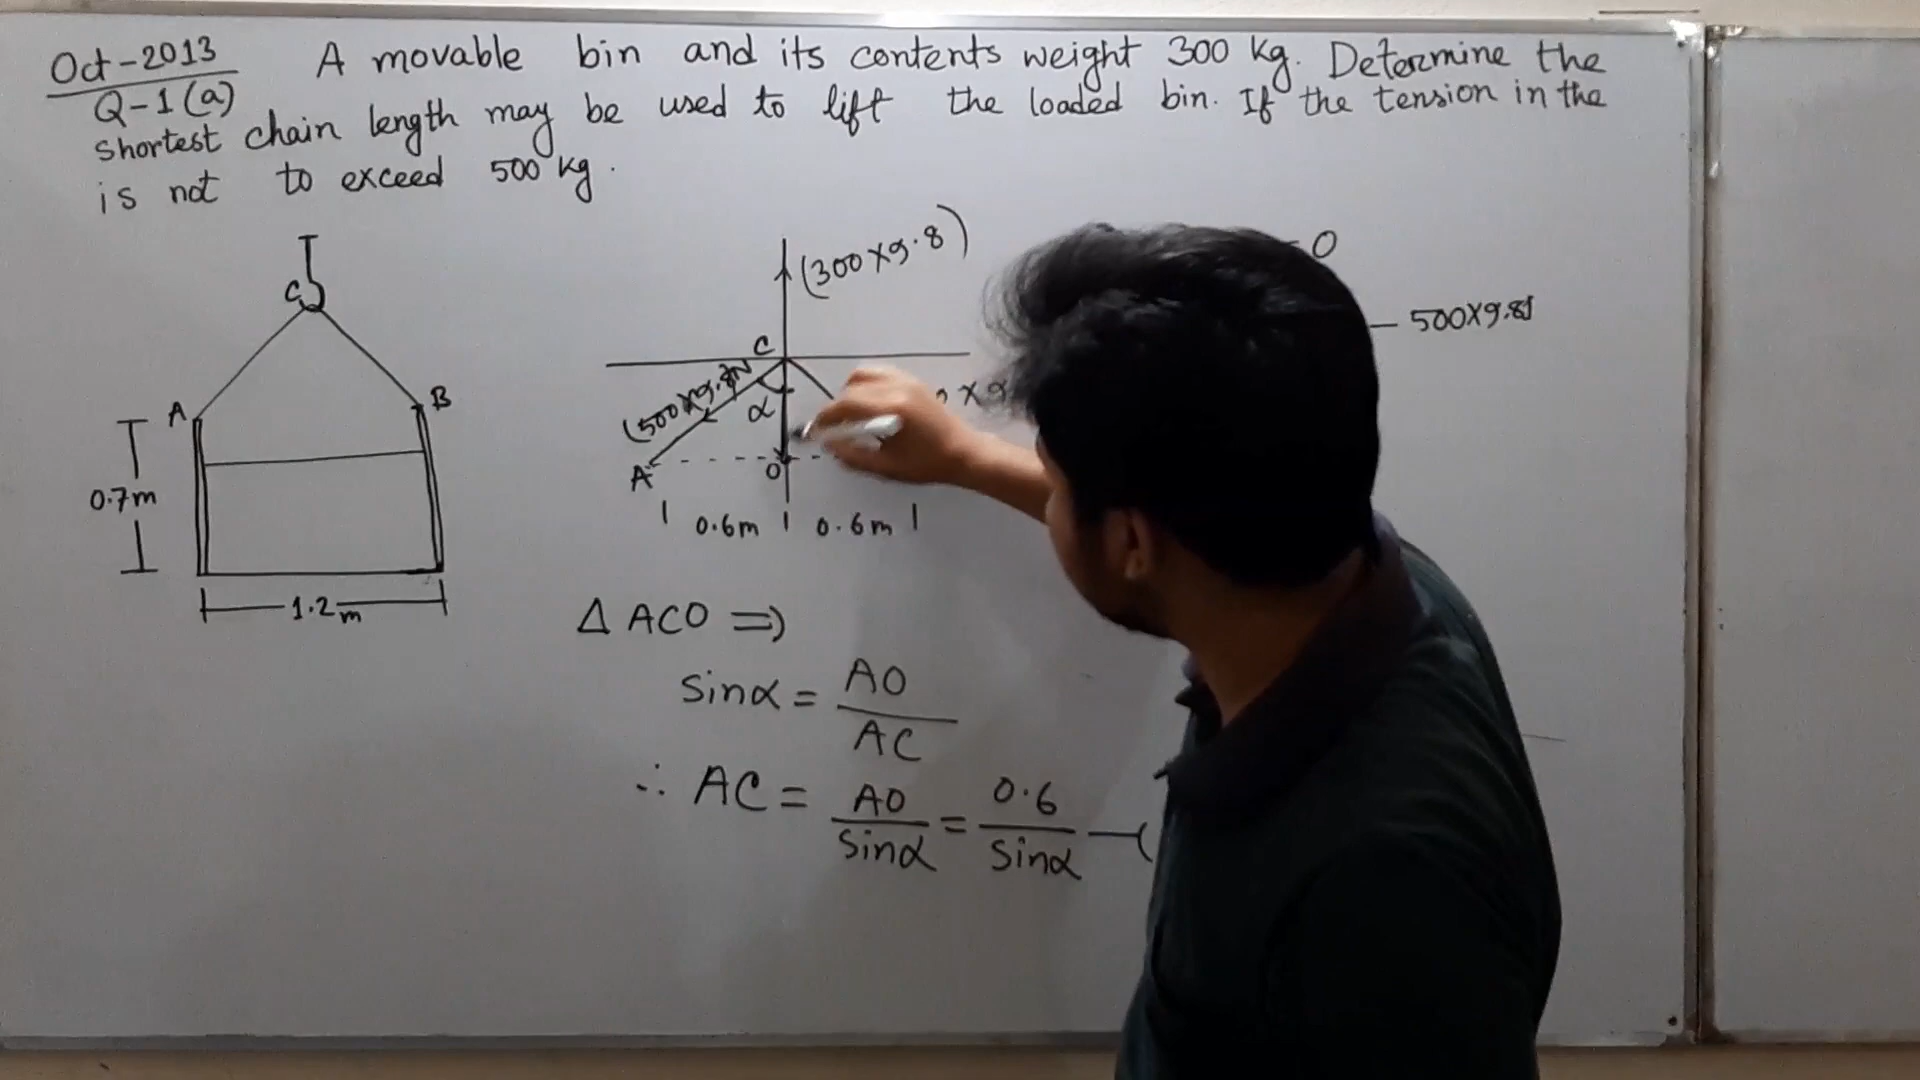 Oct-2013 A movable bin and its contents weight 300 kg. Determine the
Q-1(a)
shortest chain length may be used to lift the loaded bin. If the tension in the
is not to exceed 500 kg.
(300×9.8)
O
C
500×9.81
C
(500×9.8)N
α
A
B
A
O
0.7m
0.6m 0.6m
1.2m
Δ ACO ⇒
Sinα = AO
AC
∴ AC = AO = 0.6
Sinα Sinα